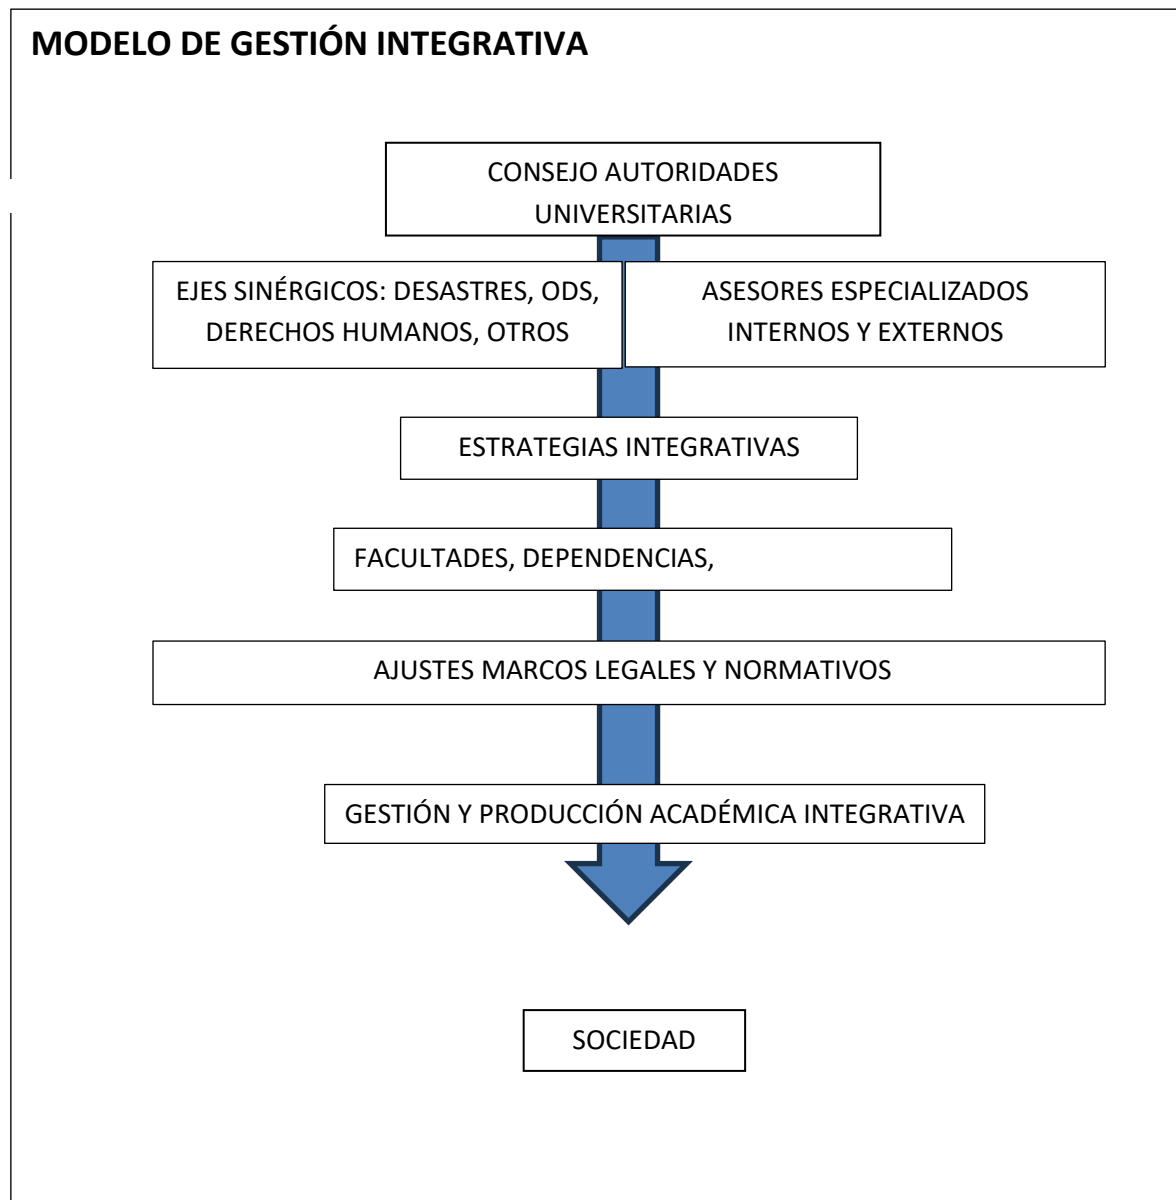 MODELO DE GESTIÓN INTEGRATIVA
CONSEJO AUTORIDADES
UNIVERSITARIAS
EJES SINÉRGICOS: DESASTRES, ODS,
DERECHOS HUMANOS, OTROS
ASESORES ESPECIALIZADOS
INTERNOS Y EXTERNOS
ESTRATEGIAS INTEGRATIVAS
FACULTADES, DEPENDENCIAS,
AJUSTES MARCOS LEGALES Y NORMATIVOS
GESTIÓN Y PRODUCCIÓN ACADÉMICA INTEGRATIVA
SOCIEDAD